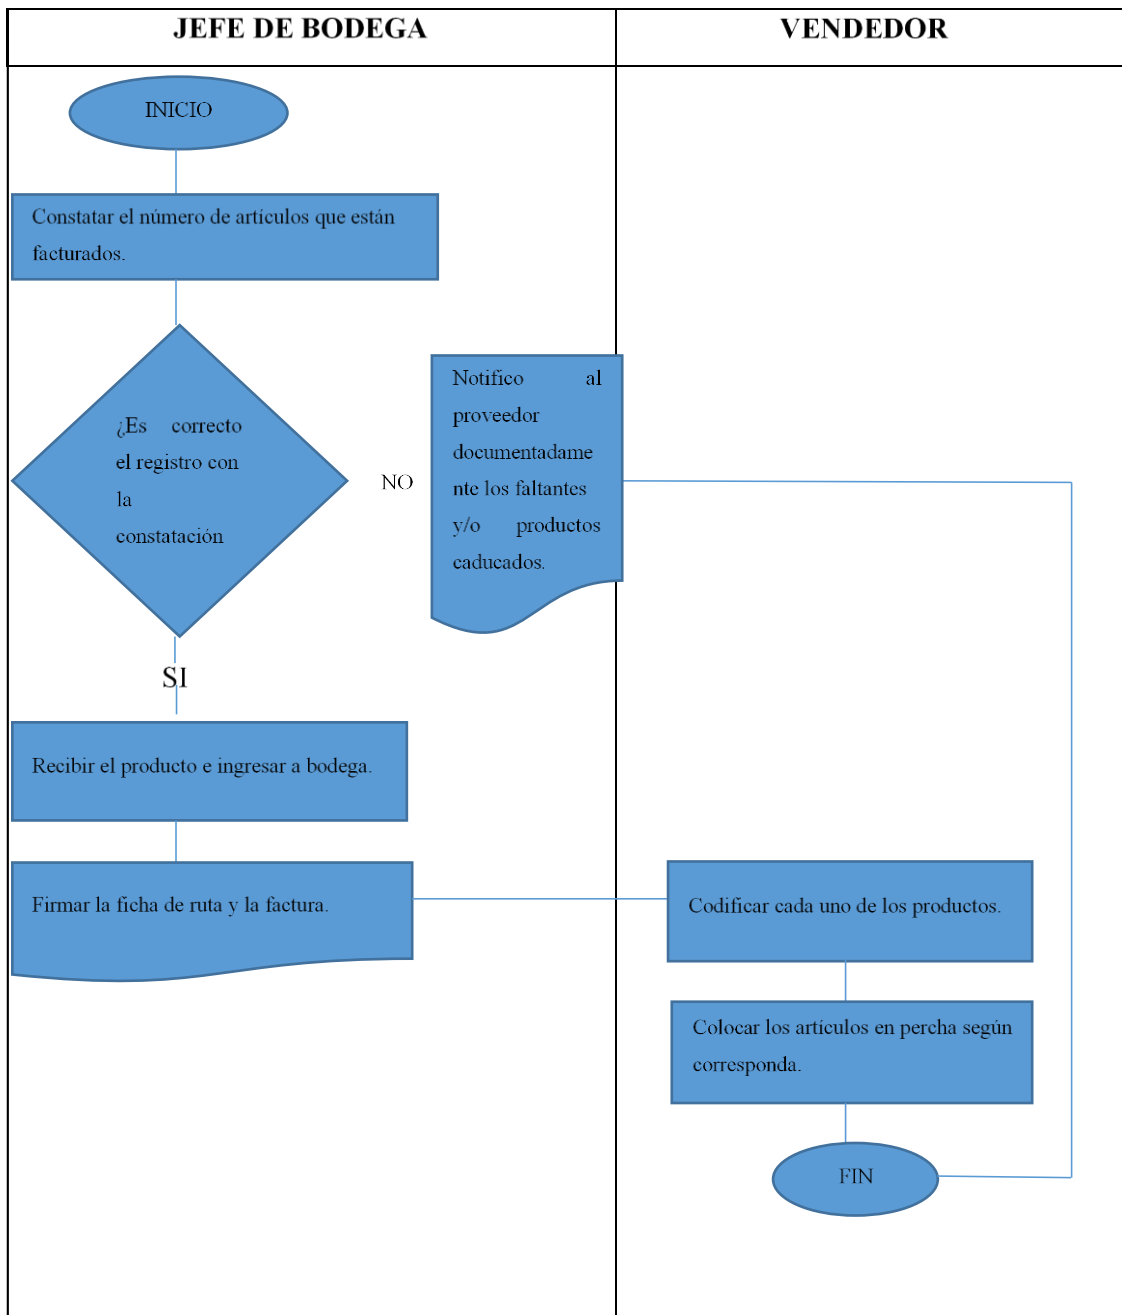 JEFE DE BODEGA
VENDEDOR
INICIO
Constatar el número de artículos que están
facturados.
¿Es correcto
el registro con
la
constatación
NO
Notifico al
proveedor
documentadame
nte los faltantes
y/o productos
caducados.
SI
Recibir el producto e ingresar a bodega.
Firmar la ficha de ruta y la factura.
Codificar cada uno de los productos.
Colocar los artículos en percha según
corresponda.
FIN